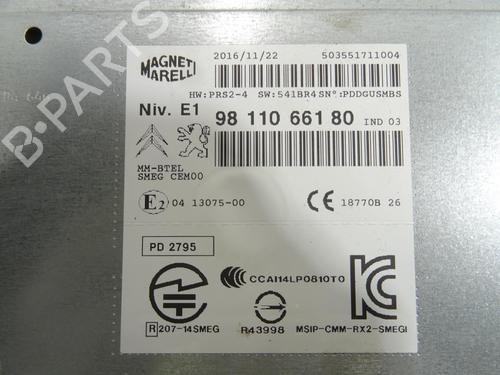 MAGNETI
MARELLI
2016/11/22 503551711004
HW:PRS2-4 SW:541BR4SN°:PDDGUSMBS
Niv. E1
98 110 661 80 IND 03
MM-BTEL
SMEG CEM00
E2 04 13075-00
CE 18770B 26
PD 2795
CCAI14LP0810T0
R 207-14SMEG
R43998
MSIP-CMM-RX2-SMEGI
B-PARTS